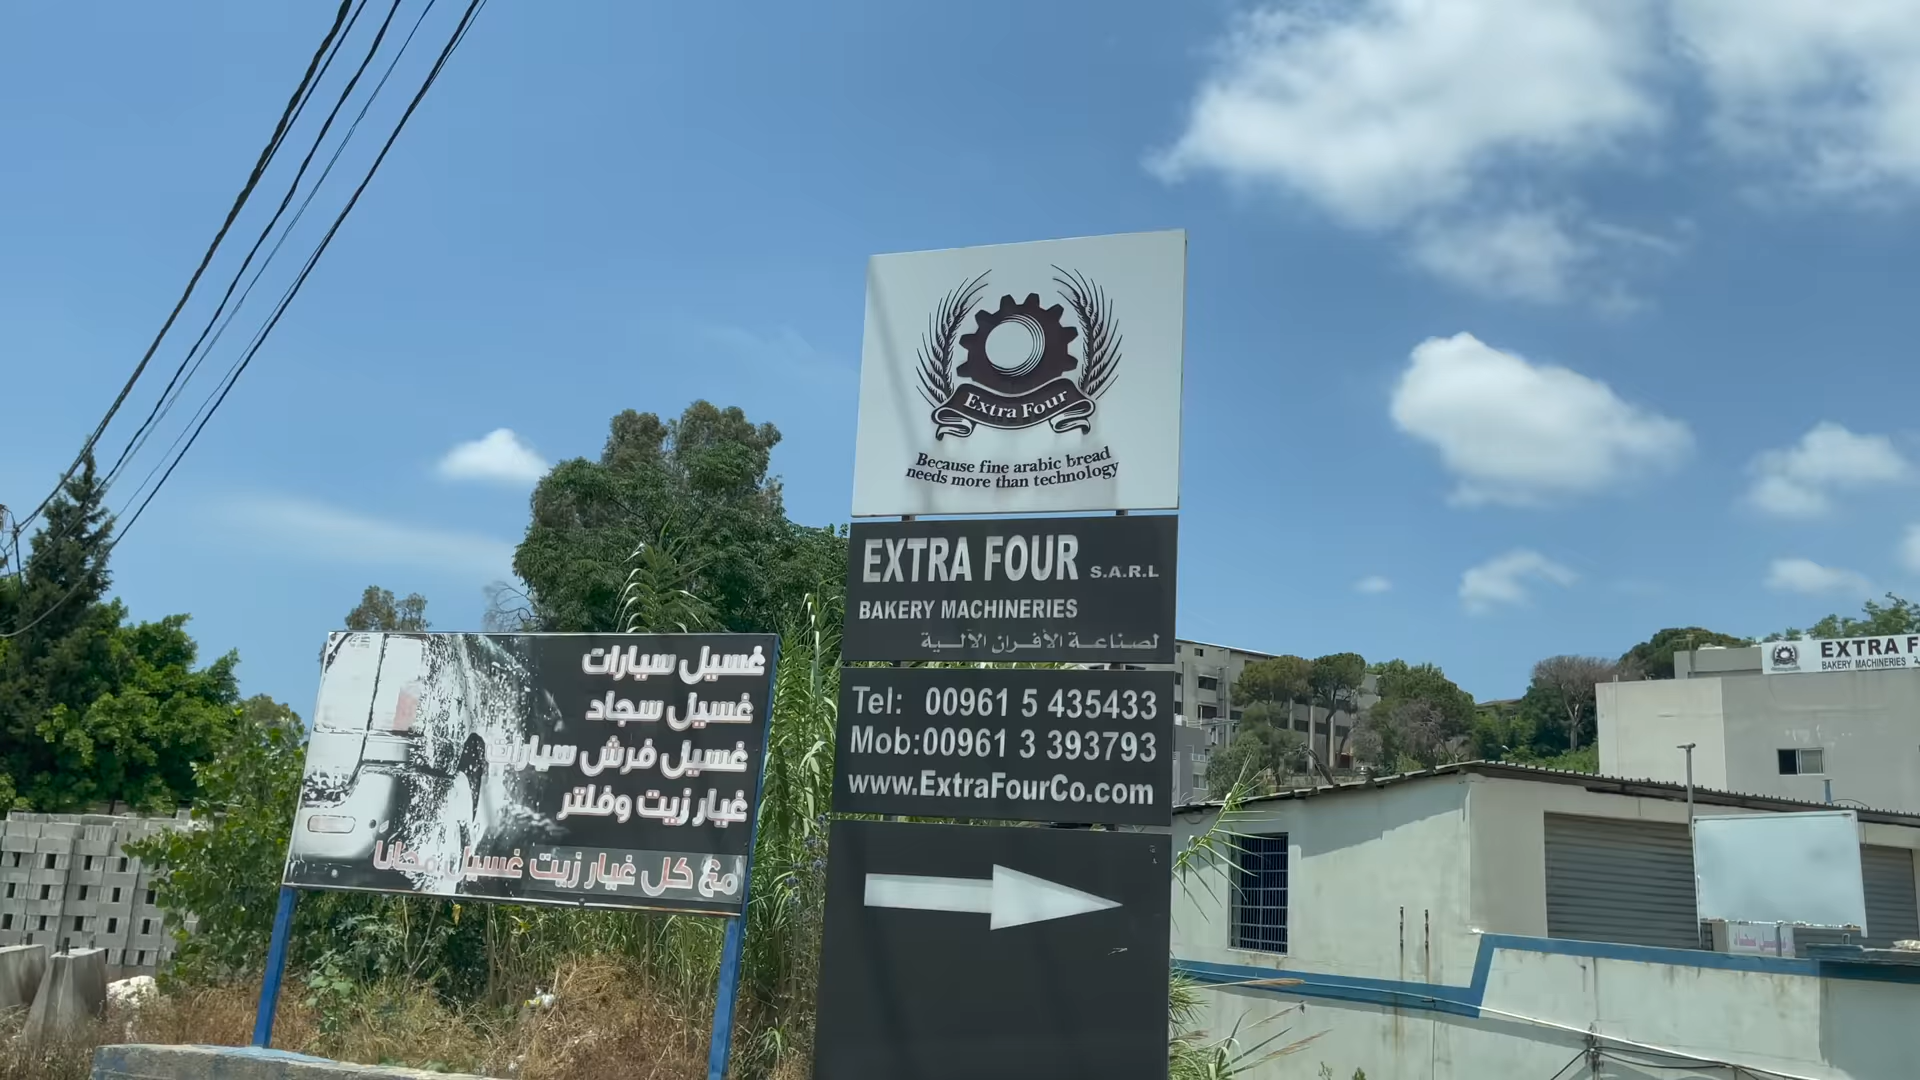 Extra Four
Because fine arabic bread
needs more than technology
EXTRA FOUR S.A.R.L
BAKERY MACHINERIES
لصناعة الأفران الآلية
Tel: 00961 5 435433
Mob:00961 3 393793
www.ExtraFourCo.com
غسيل سيارات
غسيل سجاد
غسيل فرش سيارات
غيار زيت وفلتر
مع كل غيار زيت غسيل مجانا
EXTRA F
BAKERY MACHINERIES